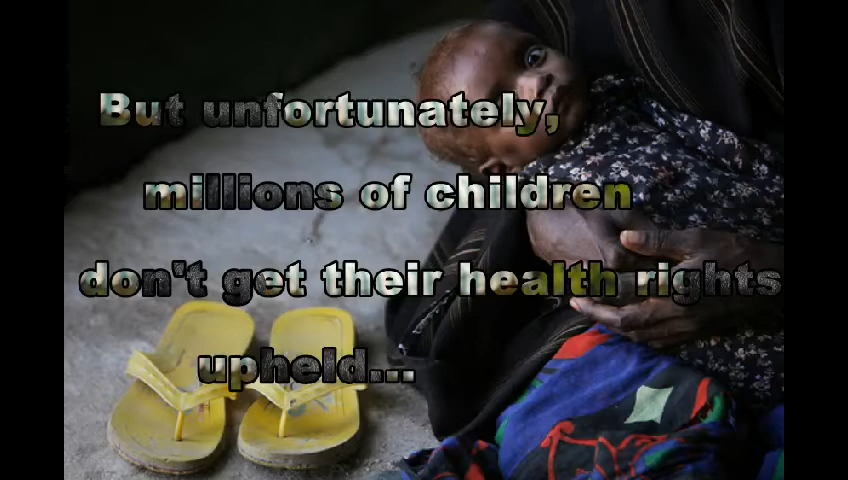 But unfortunately,
millions of children
don't get their health rights
upheld...